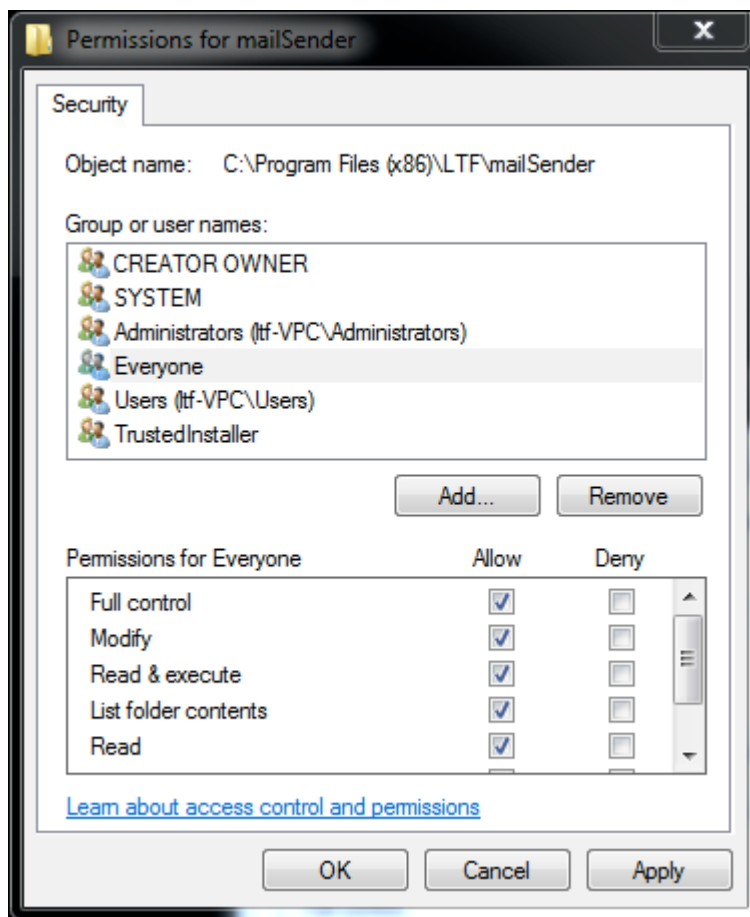 Permissions for mailSender
x
Security
Object name: C:\Program Files (x86)\LTF\mailSender
Group or user names:
CREATOR OWNER
SYSTEM
Administrators (ltf-VPC\Administrators)
Everyone
Users (ltf-VPC\Users)
TrustedInstaller
Add... Remove
Permissions for Everyone Allow Deny
Full control
Modify
Read & execute
List folder contents
Read
Learn about access control and permissions
OK Cancel Apply